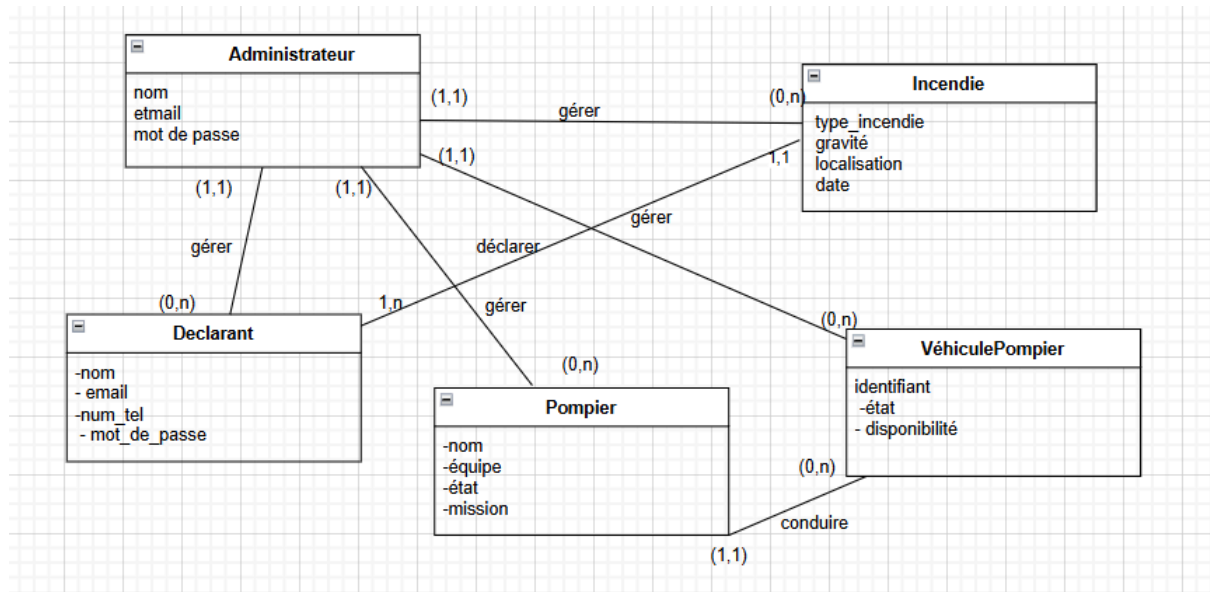 Administrateur
nom
etmail
mot de passe
Incendie
type_incendie
gravité
localisation
date
(1,1)
gérer
(0,n)
(1,1)
1,1
(1,1)
(1,1)
gérer
déclarer
gérer
(0,n)
1,n
gérer
(0,n)
Declarant
-nom
- email
-num_tel
- mot_de_passe
(0,n)
Pompier
-nom
-équipe
-état
-mission
VéhiculePompier
identifiant
-état
- disponibilité
(0,n)
conduire
(1,1)